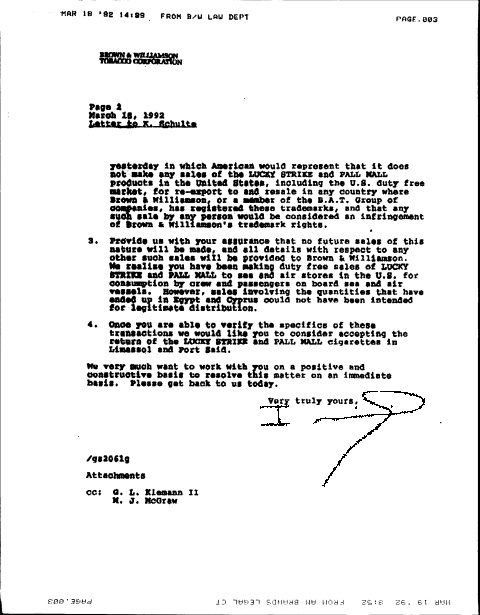 MAR 18 '92 14:09 FROM B/W LAW DEPT PAGE.003
BROWN & WILLIAMSON
TOBACCO CORPORATION
Page 2
March 18, 1992
Letter to K. Schulte
yesterday in which American would represent that it does
not make any sales of the LUCKY STRIKE and PALL MALL
products in the United States, including the U.S. duty free
market, for re-export to and resale in any country where
Brown & Williamson, or a member of the B.A.T. Group of
companies, has registered these trademarks, and that any
such sale by any person would be considered an infringement
of Brown & Williamson's trademark rights.
3. Provide us with your assurance that no future sales of this
nature will be made, and all details with respect to any
other such sales will be provided to Brown & Williamson.
We realize you have been making duty free sales of LUCKY
STRIKE and PALL MALL to sea and air stores in the U.S. for
consumption by crew and passengers on board sea and air
vessels. However, sales involving the quantities that have
ended up in Egypt and Cyprus could not have been intended
for legitimate distribution.
4. Once you are able to verify the specifics of these
transactions we would like you to consider accepting the
return of the LUCKY STRIKE and PALL MALL cigarettes in
Limassol and Port Said.
We very much want to work with you on a positive and
constructive basis to resolve this matter on an immediate
basis. Please get back to us today.
Very truly yours,
/gs2061g
Attachments
cc: G. L. Klemann II
M. J. McGraw
MAR 19 '92 8:52 FROM AM BRANDS LEGAL CT PAGE.003